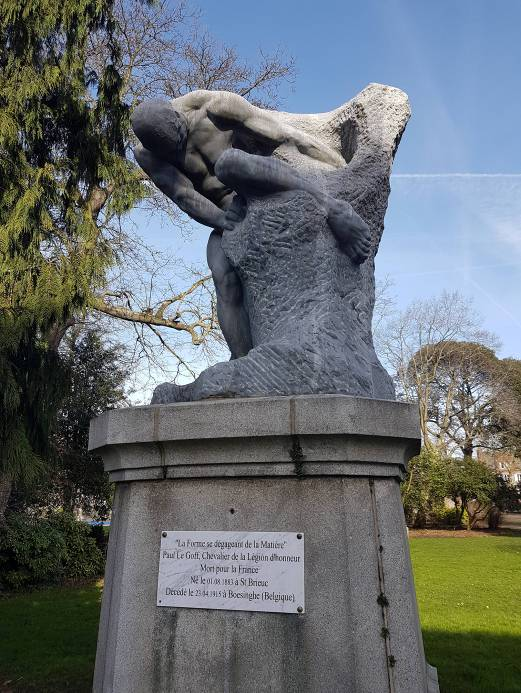 "La Forme se dégageant de la Matière"
Paul Le Goff, Chevalier de la Légion d'honneur
Mort pour la France
Né le 01.08.1883 à St Brieuc
Décédé le 23.04.1915 à Boesinghe (Belgique)